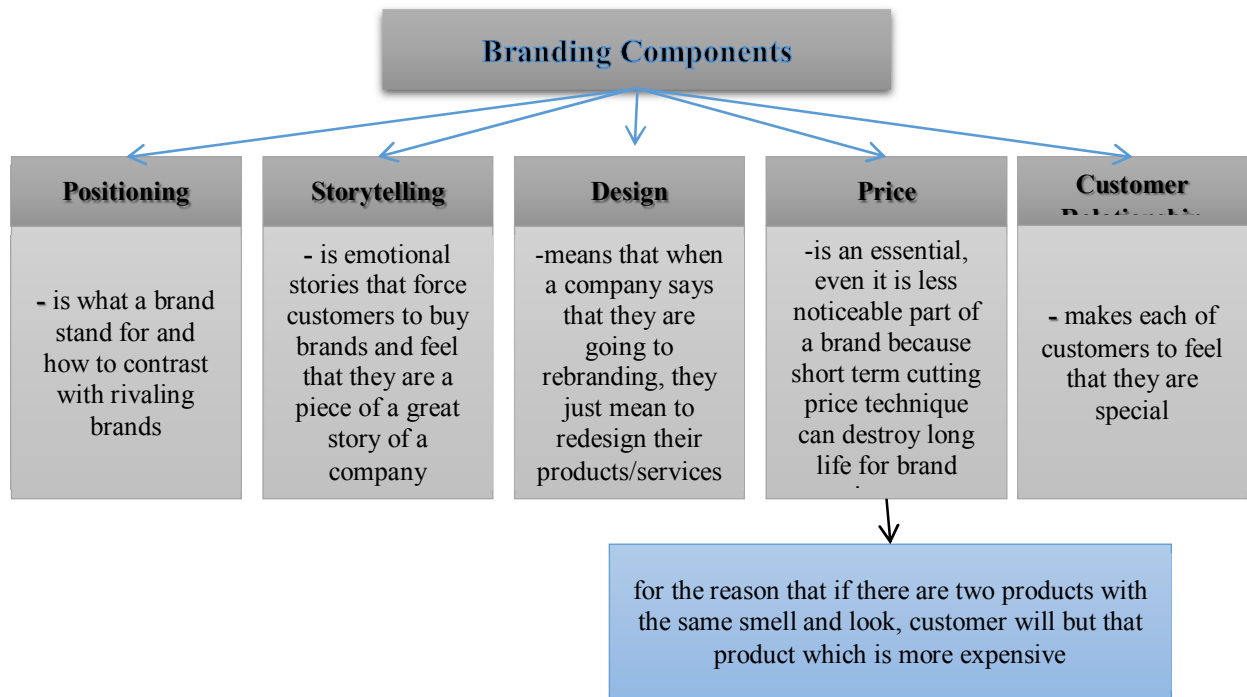 Branding Components
Positioning
- is what a brand
stand for and
how to contrast
with rivaling
brands
Storytelling
- is emotional
stories that force
customers to buy
brands and feel
that they are a
piece of a great
story of a
company
Design
-means that when
a company says
that they are
going to
rebranding, they
just mean to
redesign their
products/services
Price
-is an essential,
even it is less
noticeable part of
a brand because
short term cutting
price technique
can destroy long
life for brand
Customer
Relationship
- makes each of
customers to feel
that they are
special
for the reason that if there are two products with
the same smell and look, customer will but that
product which is more expensive